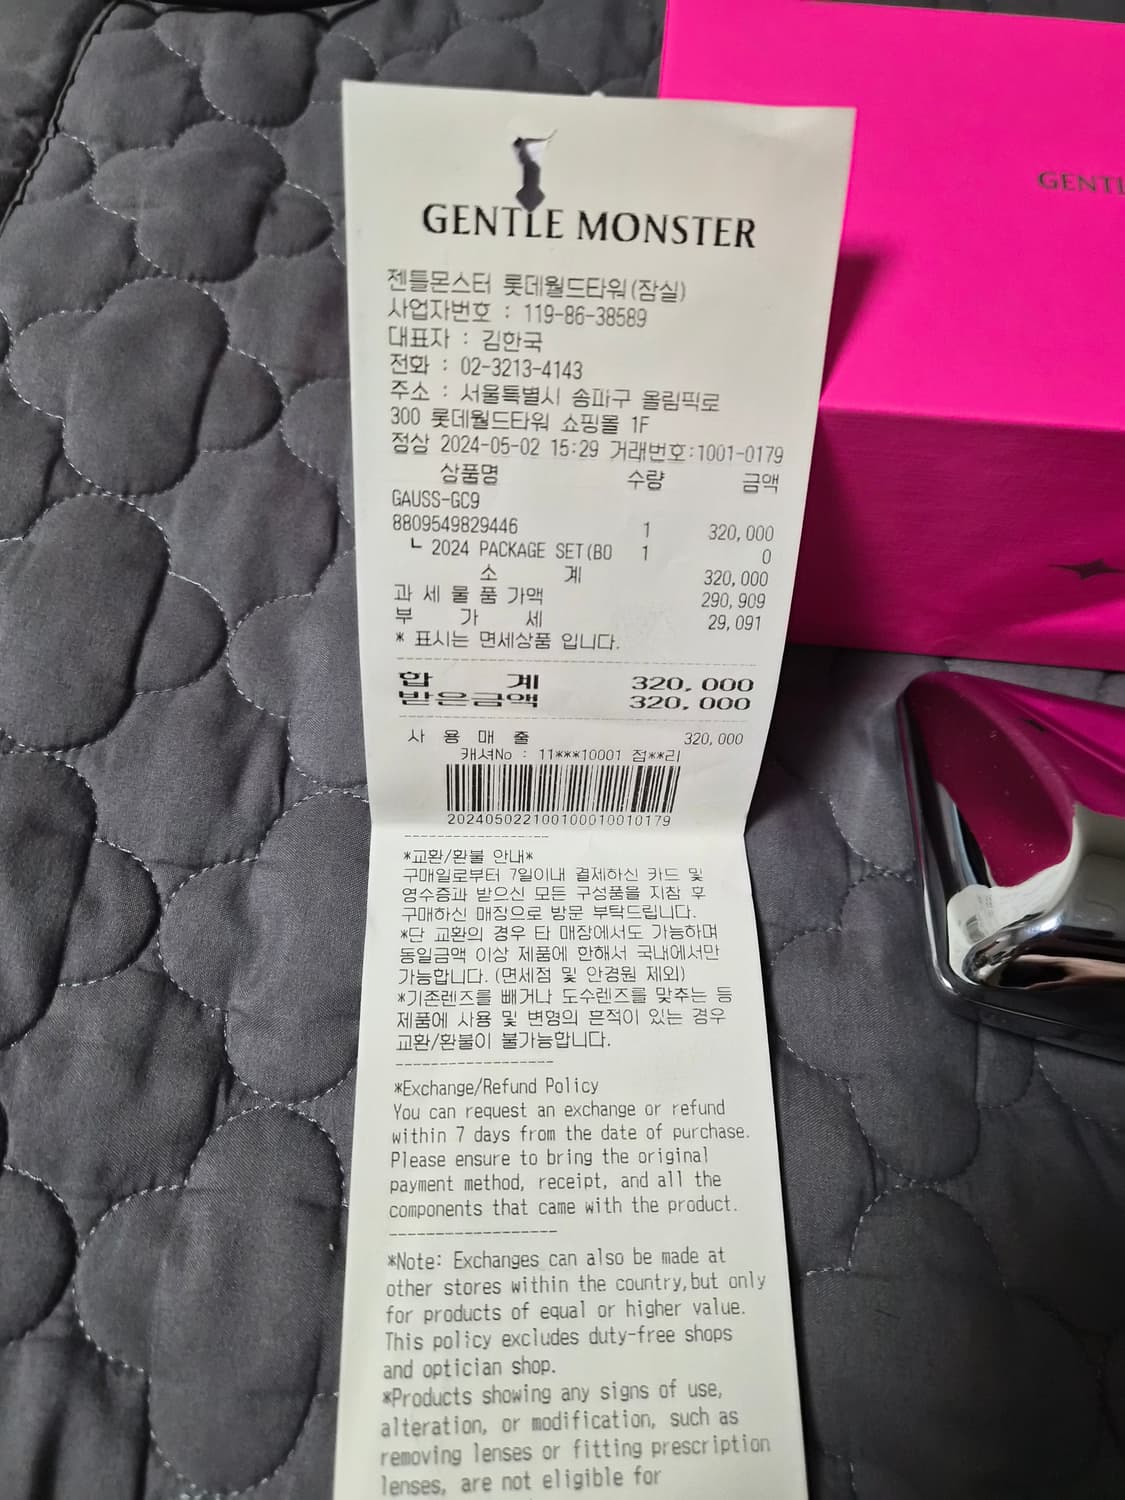 GENTLE MONSTER
젠틀몬스터 롯데월드타워(잠실)
사업자번호 : 119-86-38589
대표자 : 김한국
전화 : 02-3213-4143
주소 : 서울특별시 송파구 올림픽로
300 롯데월드타워 쇼핑몰 1F
정상 2024-05-02 15:29 거래번호:1001-0179
상품명 수량 금액
GAUSS-GC9
8809549829446 1 320,000
┗ 2024 PACKAGE SET(BO 1 0
소 계 320,000
과 세 물 품 가액 290,909
부 가 세 29,091
* 표시는 면세상품 입니다.
합 계 320,000
받은금액 320,000
사 용 매 출 320,000
캐셔No : 11***10001 점**리
202405022100100010010179
*교환/환불 안내*
구매일로부터 7일이내 결제하신 카드 및
영수증과 받으신 모든 구성품을 지참 후
구매하신 매장으로 방문 부탁드립니다.
*단 교환의 경우 타 매장에서도 가능하며
동일금액 이상 제품에 한해서 국내에서만
가능합니다.(면세점 및 안경원 제외)
*기존렌즈를 빼거나 도수렌즈를 맞추는 등
제품에 사용 및 변형의 흔적이 있는 경우
교환/환불이 불가능합니다.
*Exchange/Refund Policy
You can request an exchange or refund
within 7 days from the date of purchase.
Please ensure to bring the original
payment method, receipt, and all the
components that came with the product.
*Note: Exchanges can also be made at
other stores within the country,but only
for products of equal or higher value.
This policy excludes duty-free shops
and optician shop.
*Products showing any signs of use,
alteration, or modification, such as
removing lenses or fitting prescription
lenses, are not eligible for
GENTL